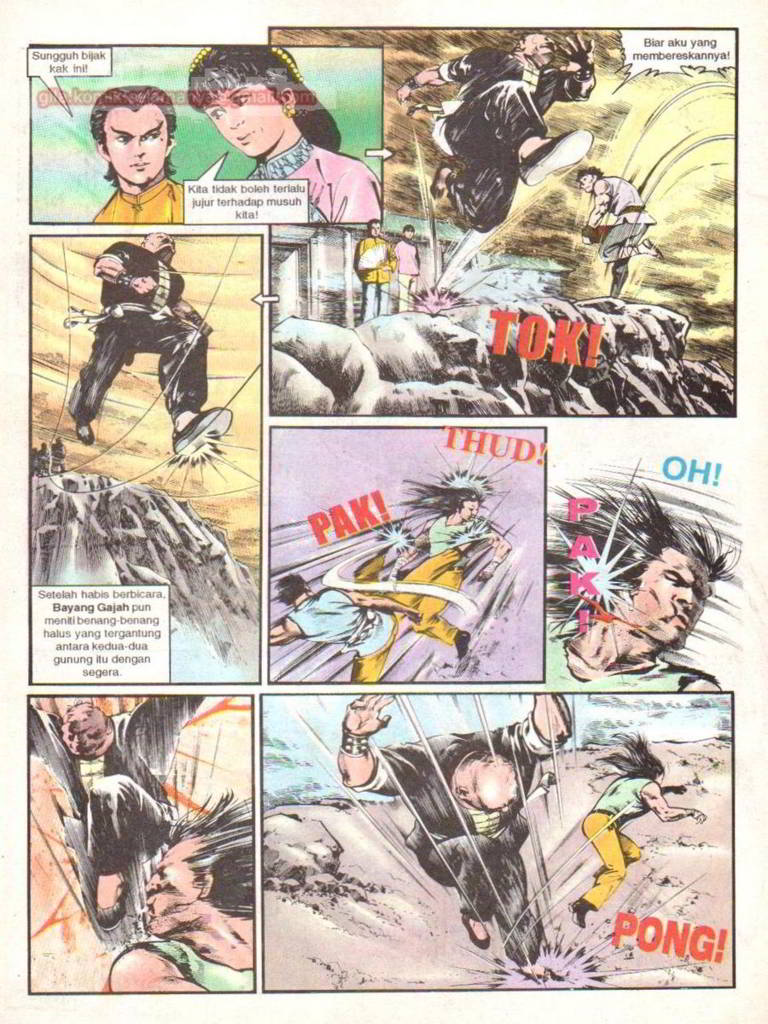 Sungguh bijak
kak ini!
Kita tidak boleh terlalu
jujur terhadap musuh
kita!
Biar aku yang
membereskannya!
TOK!
Setelah habis berbicara,
Bayang Gajah pun
meniti benang-benang
halus yang tergantung
antara kedua-dua
gunung itu dengan
segera.
THUD!
PAK!
OH!
PAK!
PONG!